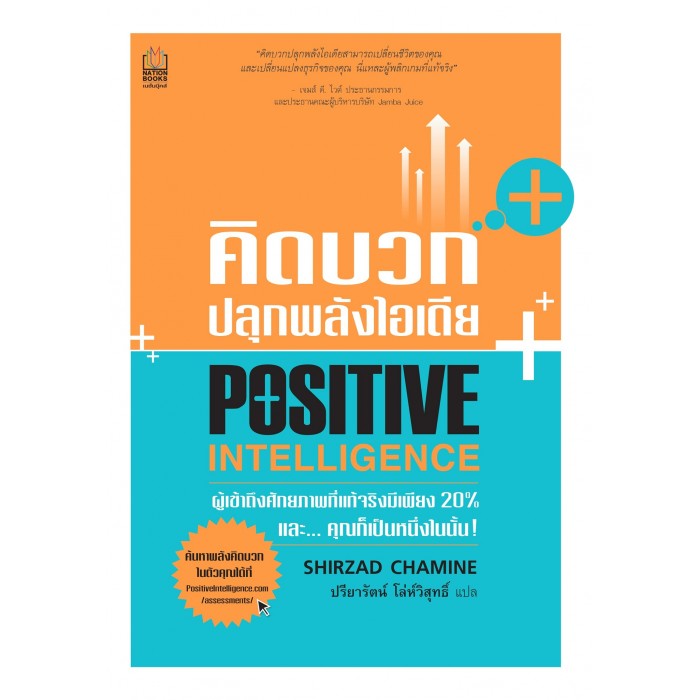 NATION
BOOKS
เนชั่นบุ๊คส์
"คิดบวกปลุกพลังไอเดียสามารถเปลี่ยนชีวิตของคุณ
และเปลี่ยนแปลงธุรกิจของคุณ นี่แหละผู้พลิกเกมที่แท้จริง"
- เจมส์ ดี. ไวต์ ประธานกรรมการ
และประธานคณะผู้บริหารบริษัท Jamba Juice
คิดบวก
ปลุกพลังไอเดีย
POSITIVE
INTELLIGENCE
ผู้เข้าถึงศักยภาพที่แท้จริงมีเพียง 20%
และ... คุณก็เป็นหนึ่งในนั้น!
ค้นหาพลังคิดบวก
ในตัวคุณได้ที่
PositiveIntelligence.com
/assessments/
SHIRZAD CHAMINE
ปรียารัตน์ โล่ห์วิสุทธิ์ แปล